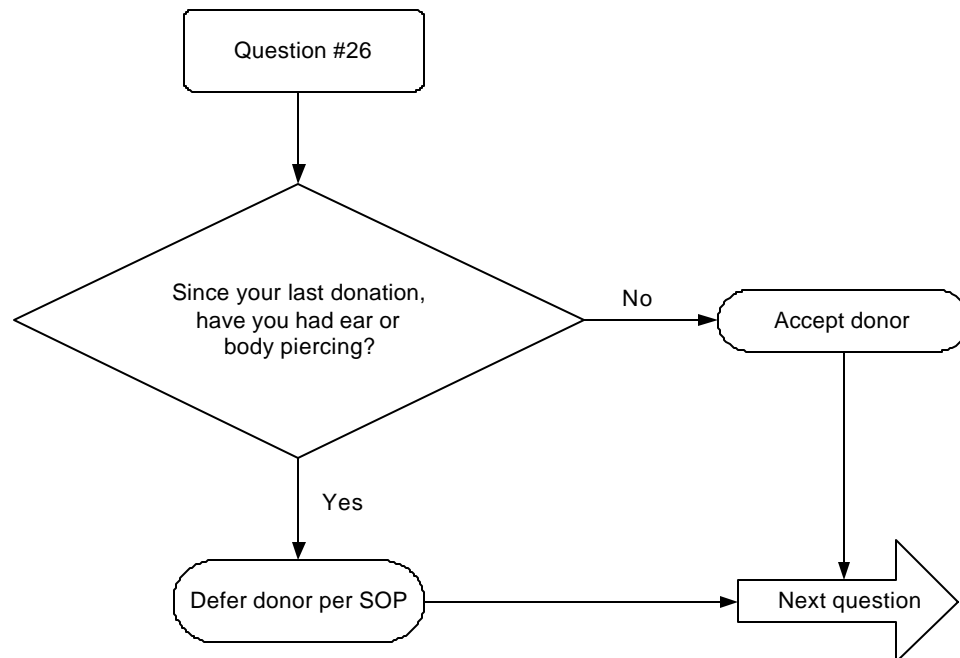 Question #26
Since your last donation,
have you had ear or
body piercing?
No
Accept donor
Yes
Defer donor per SOP
Next question